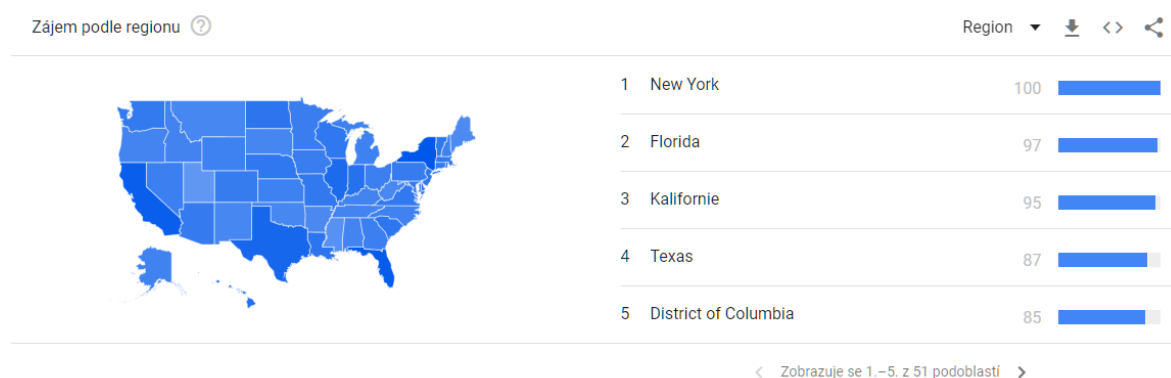 Zájem podle regionu ?
Region
1 New York 100
2 Florida 97
3 Kalifornie 95
4 Texas 87
5 District of Columbia 85
Zobrazuje se 1.–5. z 51 podoblastí